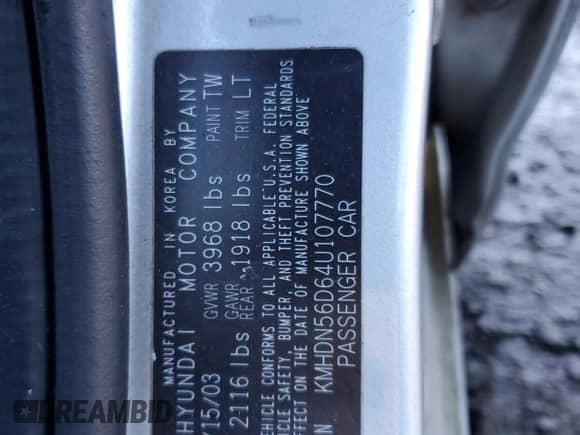 MANUFACTURED IN KOREA BY
HYUNDAI MOTOR COMPANY
/15/03 GVWR 3968 lbs PAINT TW
2116 lbs GAWR REAR 1918 lbs TRIM LT
VEHICLE CONFORMS TO ALL APPLICABLE U.S.A. FEDERAL
VEHICLE SAFETY, BUMPER, AND THEFT PREVENTION STANDARDS
EFFECT ON THE DATE OF MANUFACTURE SHOWN ABOVE
KMHDN56D64U107770
PASSENGER CAR
DREAMBID